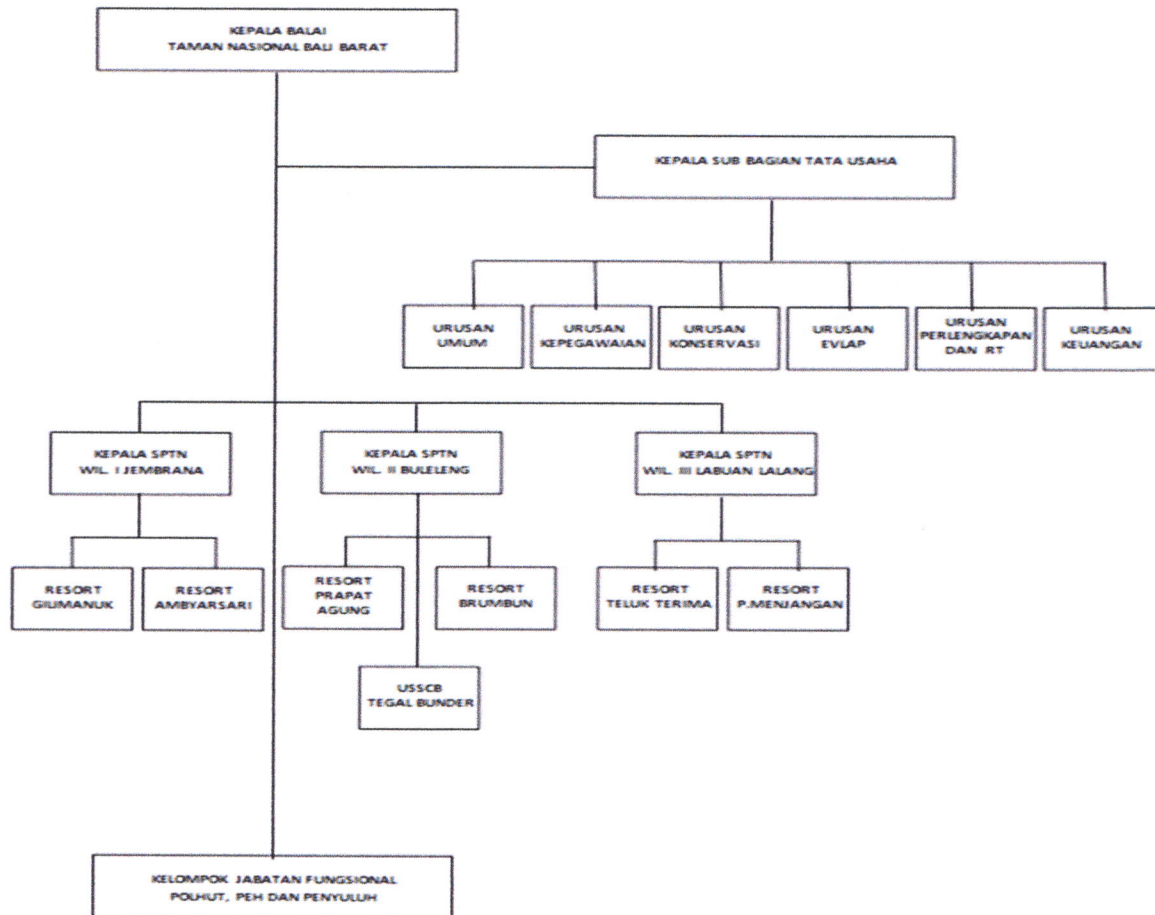 KEPALA BALAI
TAMAN NASIONAL BALI BARAT
KEPALA SUB BAGIAN TATA USAHA
URUSAN
UMUM
URUSAN
KEPEGAWAIAN
URUSAN
KONSERVASI
URUSAN
EVLAP
URUSAN
PERLENGKAPAN
DAN RT
URUSAN
KEUANGAN
KEPALA SPTN
WIL. I JEMBRANA
KEPALA SPTN
WIL. II BULELENG
KEPALA SPTN
WIL. III LABUAN LALANG
RESORT
GILIMANUK
RESORT
AMBYARSARI
RESORT
PRAPAT
AGUNG
RESORT
BRUMBUN
RESORT
TELUK TERIMA
RESORT
P.MENJANGAN
USSCB
TEGAL BUNDER
KELOMPOK JABATAN FUNGSIONAL
POLHUT, PEH DAN PENYULUH